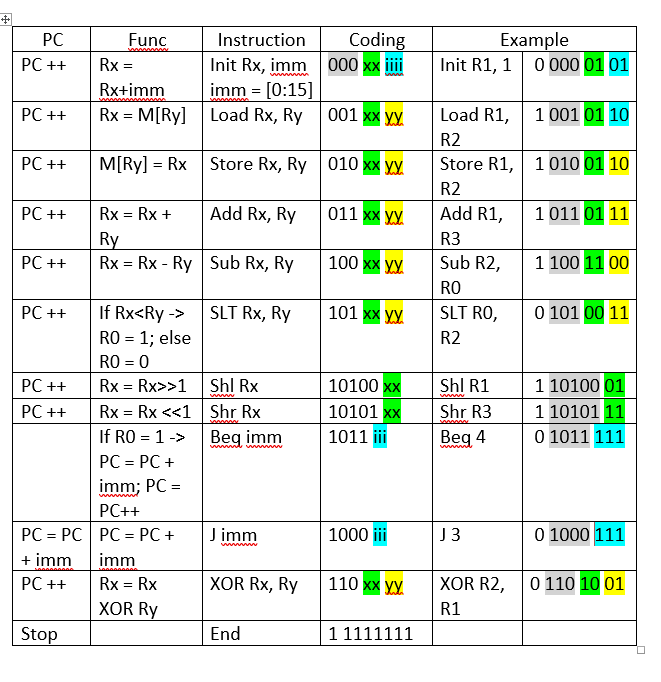 PC Func Instruction Coding Example
PC ++ Rx = Init Rx, imm 000 xx iiii Init R1, 1 0 000 01 01
Rx+imm imm = [0:15]
PC ++ Rx = M[Ry] Load Rx, Ry 001 xx yy Load R1, 1 001 01 10
R2
PC ++ M[Ry] = Rx Store Rx, Ry 010 xx yy Store R1, 1 010 01 10
R2
PC ++ Rx = Rx + Add Rx, Ry 011 xx yy Add R1, 1 011 01 11
Ry R3
PC ++ Rx = Rx - Ry Sub Rx, Ry 100 xx yy Sub R2, 1 100 11 00
R0
PC ++ If Rx<Ry -> SLT Rx, Ry 101 xx yy SLT R0, 0 101 00 11
R0 = 1; else R2
R0 = 0
PC ++ Rx = Rx>>1 Shl Rx 10100 xx Shl R1 1 10100 01
PC ++ Rx = Rx <<1 Shr Rx 10101 xx Shr R3 1 10101 11
If R0 = 1 -> Beq imm 1011 iii Beq 4 0 1011 111
PC = PC +
imm; PC =
PC++
PC = PC PC = PC + J imm 1000 iii J 3 0 1000 111
+ imm imm
PC ++ Rx = Rx XOR Rx, Ry 110 xx yy XOR R2, 0 110 10 01
XOR Ry R1
Stop End 1 1111111